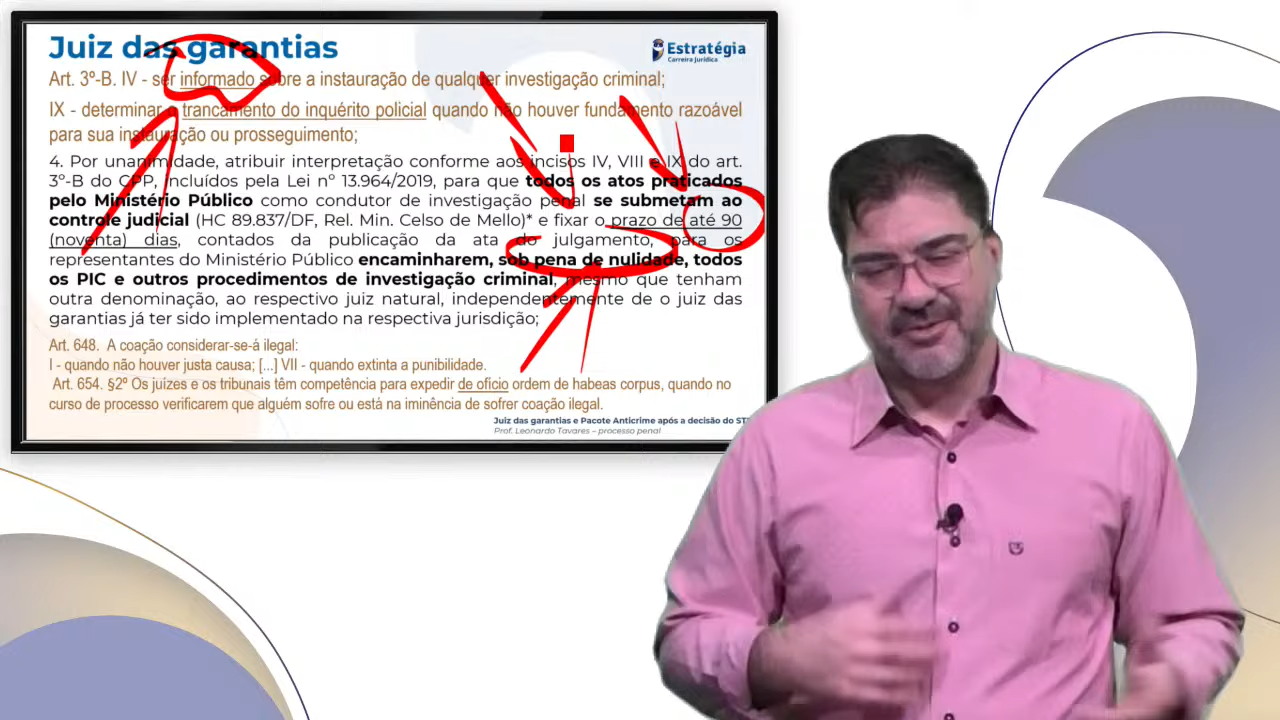 Juiz das garantias
Estratégia
Carreira Jurídica
Art. 3º-B. IV - ser informado sobre a instauração de qualquer investigação criminal;
IX - determinar o trancamento do inquérito policial quando não houver fundamento razoável
para sua instauração ou prosseguimento;
4. Por unanimidade, atribuir interpretação conforme aos incisos IV, VIII e IX do art.
3º-B do CPP, incluídos pela Lei nº 13.964/2019, para que todos os atos praticados
pelo Ministério Público como condutor de investigação penal se submetam ao
controle judicial (HC 89.837/DF, Rel. Min. Celso de Mello)* e fixar o prazo de até 90
(noventa) dias, contados da publicação da ata do julgamento, para os
representantes do Ministério Público encaminharem, sob pena de nulidade, todos
os PIC e outros procedimentos de investigação criminal, mesmo que tenham
outra denominação, ao respectivo juiz natural, independentemente de o juiz das
garantias já ter sido implementado na respectiva jurisdição;
Art. 648. A coação considerar-se-á ilegal:
I - quando não houver justa causa; [...] VII - quando extinta a punibilidade.
Art. 654. §2º Os juízes e os tribunais têm competência para expedir de ofício ordem de habeas corpus, quando no
curso de processo verificarem que alguém sofre ou está na iminência de sofrer coação ilegal.
Juiz das garantias e Pacote Anticrime após a decisão do
Prof. Leonardo Tavares – processo penal